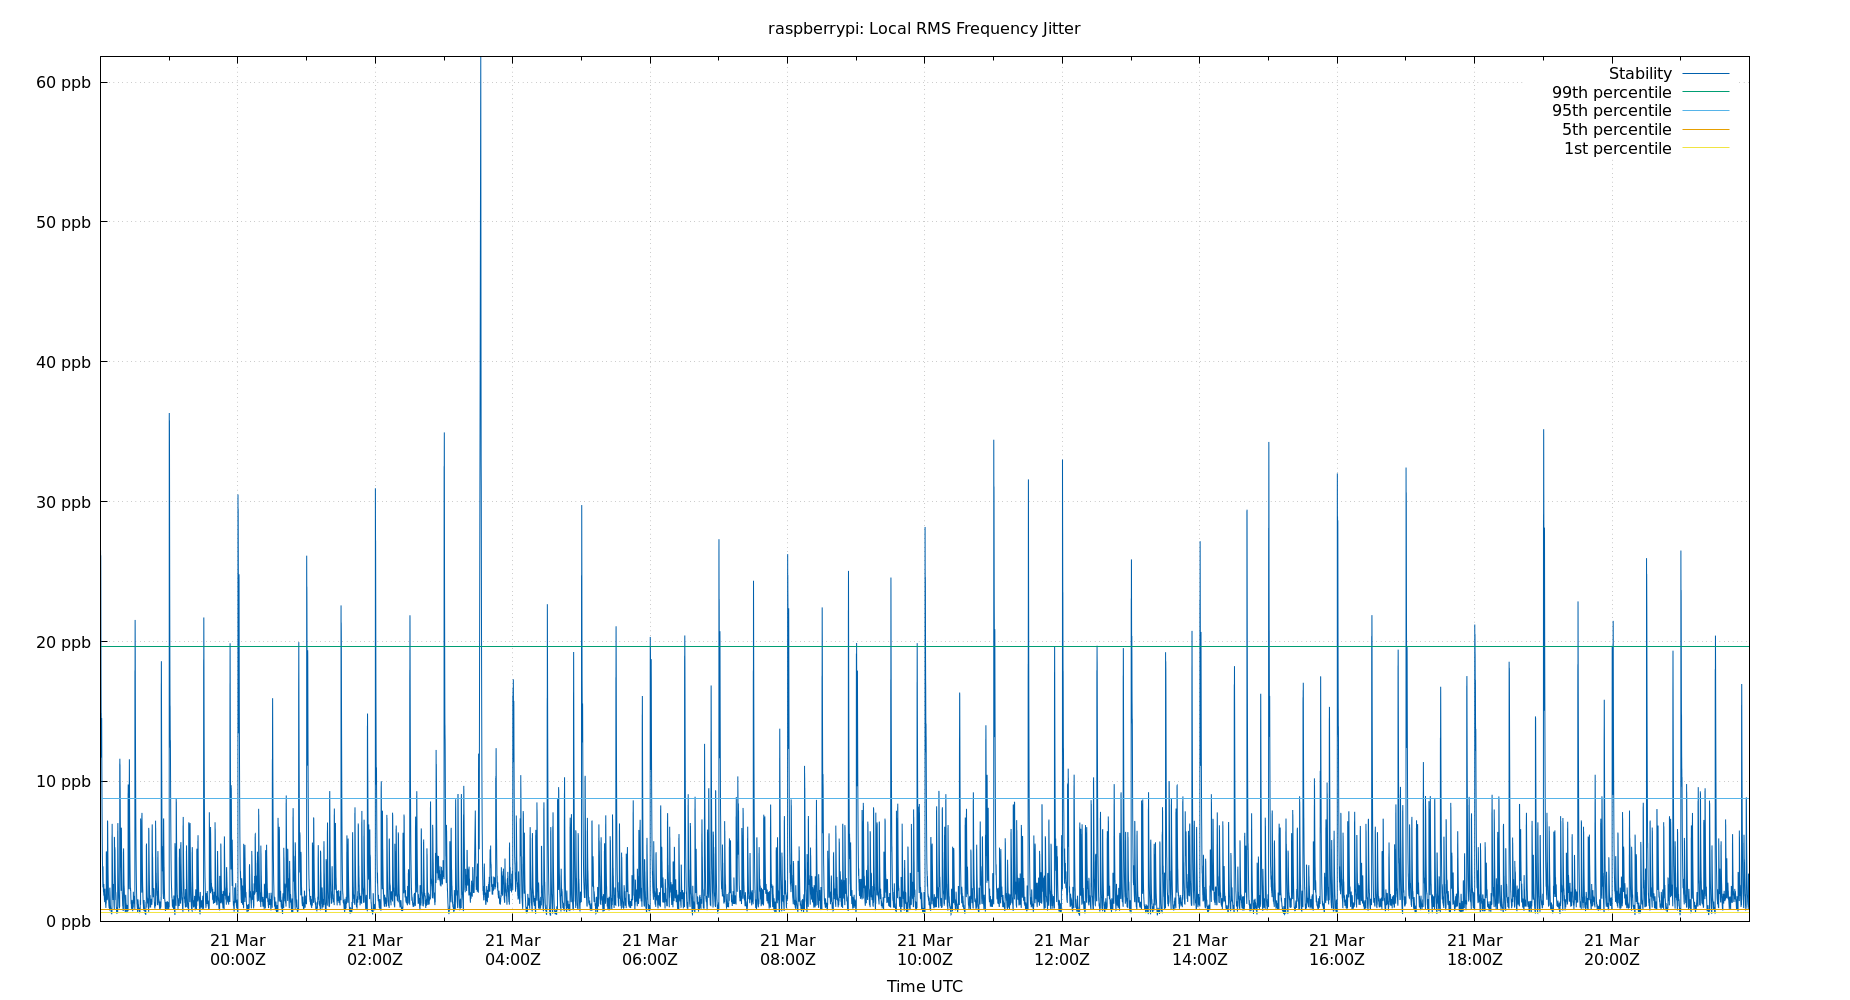 raspberrypi: Local RMS Frequency Jitter
60 ppb
50 ppb
40 ppb
30 ppb
20 ppb
10 ppb
0 ppb
Stability
99th percentile
95th percentile
5th percentile
1st percentile
21 Mar 21 Mar 21 Mar 21 Mar 21 Mar 21 Mar 21 Mar 21 Mar 21 Mar 21 Mar 21 Mar
00:00Z 02:00Z 04:00Z 06:00Z 08:00Z 10:00Z 12:00Z 14:00Z 16:00Z 18:00Z 20:00Z
Time UTC